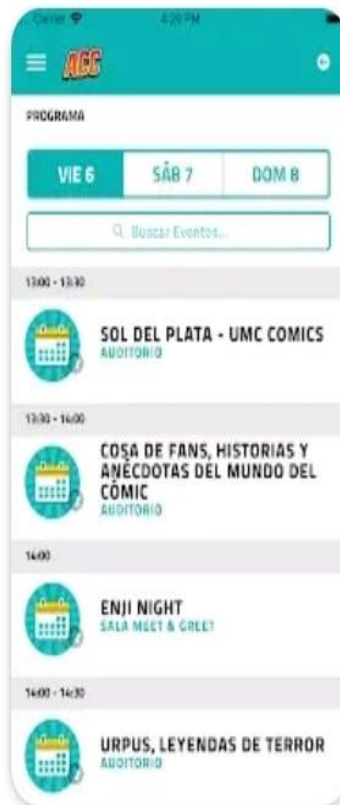 Carrier 4:20 PM
ACC
PROGRAMA
VIE 6 SÁB 7 DOM 8
Buscar Eventos...
13:00 - 13:30
SOL DEL PLATA - UMC COMICS
AUDITORIO
13:30 - 14:00
COSA DE FANS, HISTORIAS Y
ANÉCDOTAS DEL MUNDO DEL
CÓMIC
AUDITORIO
14:00
ENJI NIGHT
SALA MEET & GREET
14:00 - 14:30
URPUS, LEYENDAS DE TERROR
AUDITORIO